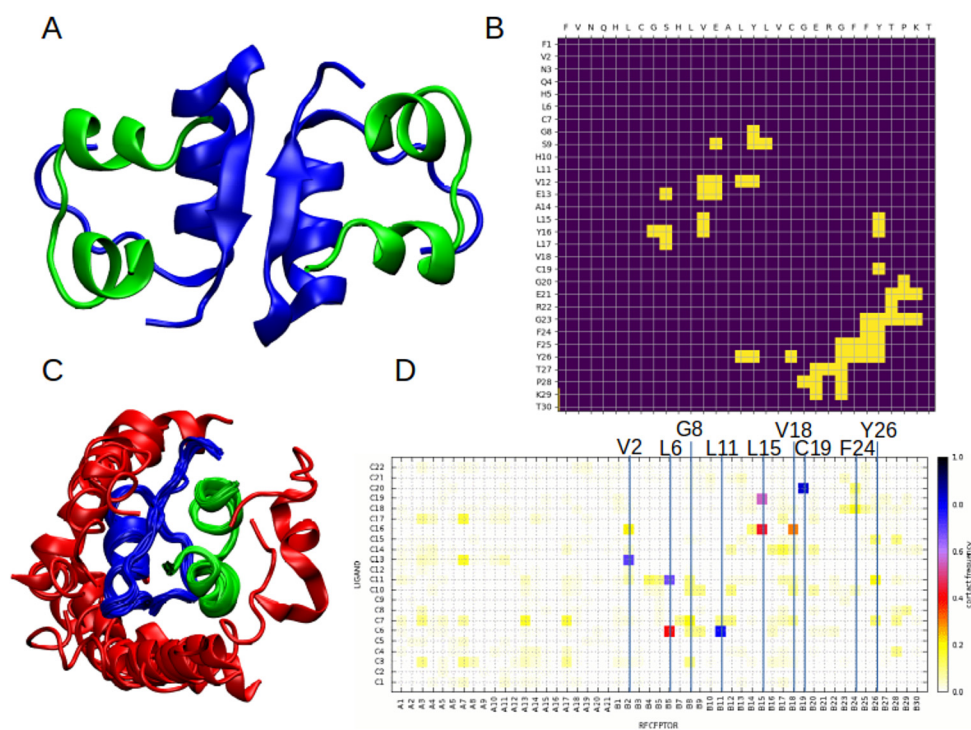 A
B
F V N Q H L C G S H L V E A L Y L V C G E R G F F Y T P K T
F1
V2
N3
Q4
H5
L6
C7
G8
S9
H10
L11
V12
E13
A14
L15
Y16
L17
V18
C19
G20
E21
R22
G23
F24
F25
Y26
T27
P28
K29
T30
C
D
G8 V18 Y26
V2 L6 L11 L15 C19 F24
C22
C21
C20
C19
C18
C17
C16
C15
C14
C13
C12
C11
C10
C9
C8
C7
C6
C5
C4
C3
C2
C1
LIGAND
A1 A2 A3 A4 A5 A6 A7 A8 A9 A10 A11 A12 A13 A14 A15 A16 A17 A18 A19 A20 A21 B1 B2 B3 B4 B5 B6 B7 B8 B9 B10 B11 B12 B13 B14 B15 B16 B17 B18 B19 B20 B21 B22 B23 B24 B25 B26 B27 B28 B29 B30
RECEPTOR
1.0
0.8
0.6
0.4
0.2
0.0